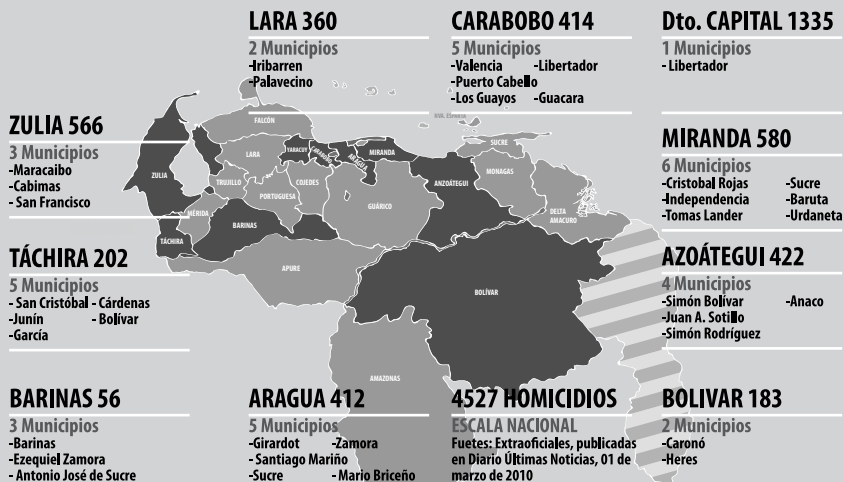 LARA 360
2 Municipios
-Iribarren
-Palavecino
CARABOBO 414
5 Municipios
-Valencia -Libertador
-Puerto Cabello
-Los Guayos -Guacara
Dto. CAPITAL 1335
1 Municipios
- Libertador
ZULIA 566
3 Municipios
-Maracaibo
-Cabimas
- San Francisco
MIRANDA 580
6 Municipios
-Cristobal Rojas -Sucre
-Independencia -Baruta
-Tomas Lander -Urdaneta
TÁCHIRA 202
5 Municipios
- San Cristóbal - Cárdenas
-Junín - Bolívar
-García
AZOÁTEGUI 422
4 Municipios
-Simón Bolívar -Anaco
-Juan A. Sotillo
-Simón Rodríguez
BARINAS 56
3 Municipios
-Barinas
-Ezequiel Zamora
- Antonio José de Sucre
ARAGUA 412
5 Municipios
-Girardot -Zamora
- Santiago Mariño
-Sucre - Mario Briceño
4527 HOMICIDIOS
ESCALA NACIONAL
Fuetes: Extraoficiales, publicadas
en Diario Últimas Noticias, 01 de
marzo de 2010
BOLIVAR 183
2 Municipios
-Caronó
-Heres
FALCÓN
ZULIA
LARA
YARACUY
CARABOBO
ARAGUA
MIRANDA
SUCRE
TRUJILLO
PORTUGUESA
COJEDES
ANZOÁTEGUI
MONAGAS
MÉRIDA
GUÁRICO
DELTA
AMACURO
TÁCHIRA
BARINAS
APURE
BOLÍVAR
AMAZONAS